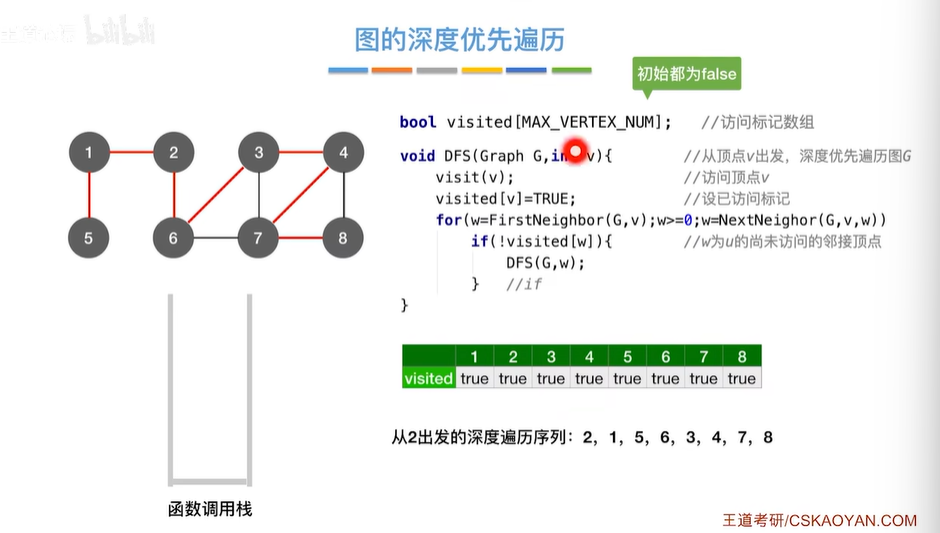 bilibili
图的深度优先遍历
初始都为false
bool visited[MAX_VERTEX_NUM]; //访问标记数组
void DFS(Graph G,in v){ //从顶点v出发，深度优先遍历图G
visit(v); //访问顶点v
visited[v]=TRUE; //设已访问标记
for(w=FirstNeighbor(G,v);w>=0;w=NextNeighor(G,v,w))
if(!visited[w]){ //w为u的尚未访问的邻接顶点
DFS(G,w);
} //if
}
1 2 3 4
5 6 7 8
1 2 3 4 5 6 7 8
visited true true true true true true true true
从2出发的深度遍历序列：2，1，5，6，3，4，7，8
函数调用栈
王道考研/CSKAOYAN.COM